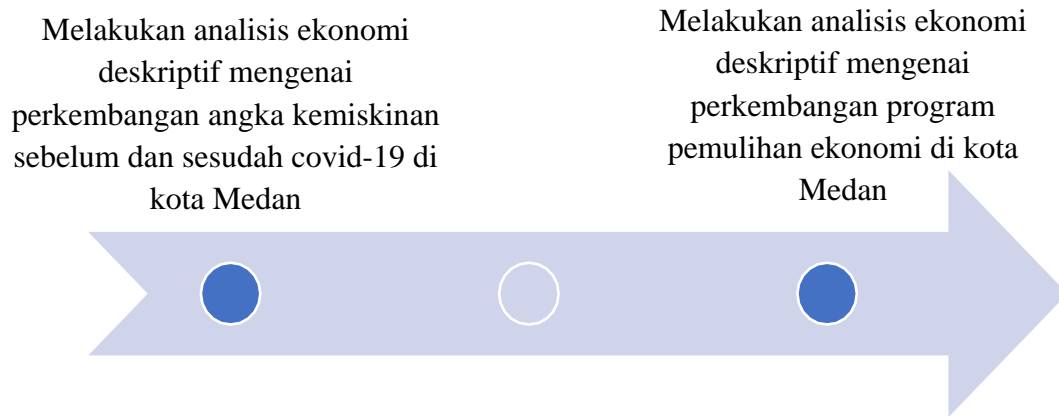 Melakukan analisis ekonomi
deskriptif mengenai
perkembangan angka kemiskinan
sebelum dan sesudah covid-19 di
kota Medan
Melakukan analisis ekonomi
deskriptif mengenai
perkembangan program
pemulihan ekonomi di kota
Medan